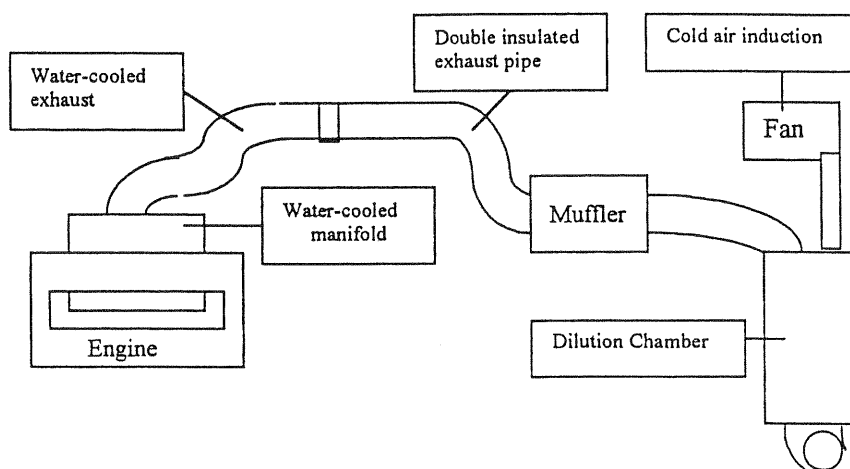 Water-cooled
exhaust
Double insulated
exhaust pipe
Cold air induction
Fan
Water-cooled
manifold
Muffler
Engine
Dilution Chamber